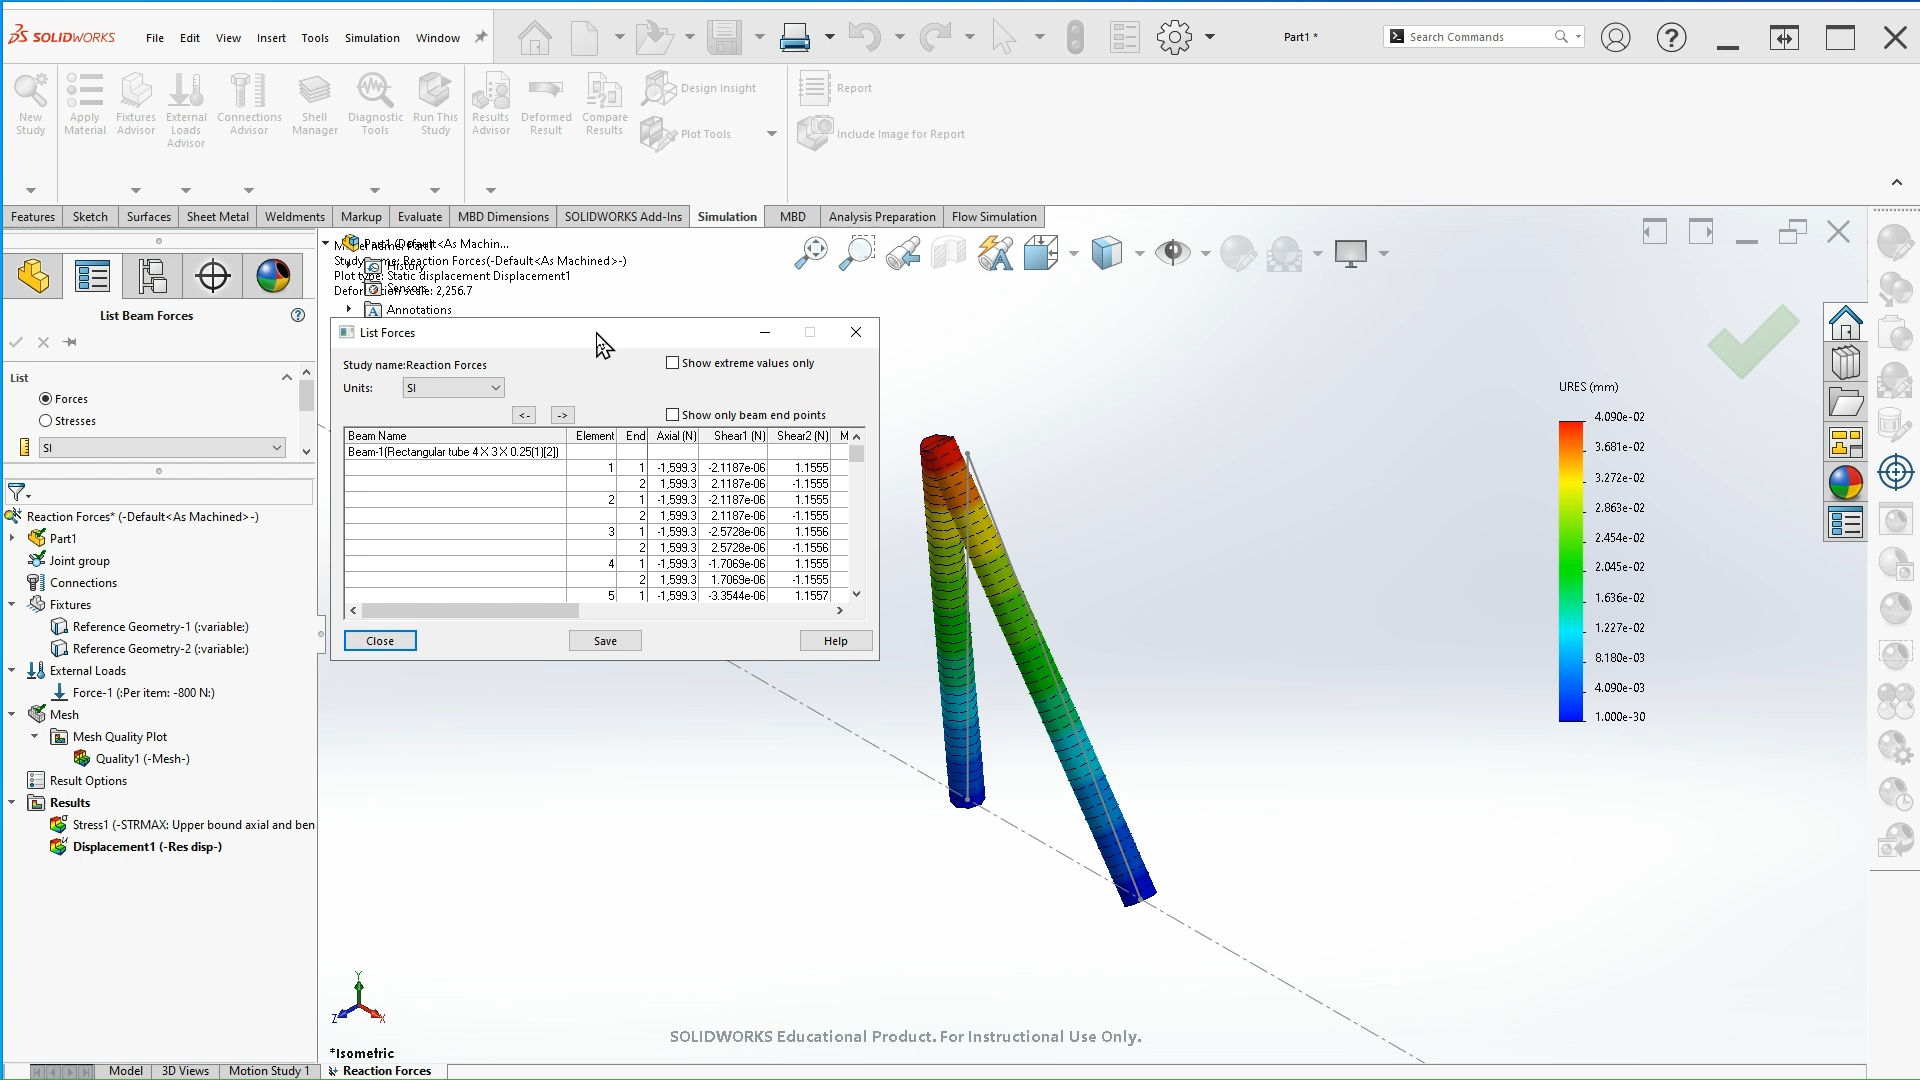 SOLIDWORKS
File Edit View Insert Tools Simulation Window
Part1 *
Search Commands
New Study
Apply Material
Fixtures Advisor
External Loads Advisor
Connections Advisor
Shell Manager
Diagnostic Tools
Run This Study
Results Advisor
Deformed Result
Compare Results
Design Insight
Plot Tools
Report
Include Image for Report
Features Sketch Surfaces Sheet Metal Weldments Markup Evaluate MBD Dimensions SOLIDWORKS Add-Ins Simulation MBD Analysis Preparation Flow Simulation
List Beam Forces
List
Forces
Stresses
SI
Reaction Forces* (-Default<As Machined>-)
Part1
Joint group
Connections
Fixtures
Reference Geometry-1 (:variable:)
Reference Geometry-2 (:variable:)
External Loads
Force-1 (:Per item: -800 N:)
Mesh
Mesh Quality Plot
Quality1 (-Mesh-)
Result Options
Results
Stress1 (-STRMAX: Upper bound axial and ben
Displacement1 (-Res disp-)
Part1 (Default<As Machin...
Study name: Reaction Forces(-Default<As Machined>-)
Plot type: Static displacement Displacement1
Deformation scale: 2,256.7
History
Sensors
Annotations
List Forces
Study name:Reaction Forces
Show extreme values only
Units: SI
<- ->
Show only beam end points
Beam Name Element End Axial (N) Shear1 (N) Shear2 (N) M
Beam-1(Rectangular tube 4 X 3 X 0.25(1)[2])
1 1 -1,599.3 -2.1187e-06 1.1555
2 1,599.3 2.1187e-06 -1.1555
2 1 -1,599.3 -2.1187e-06 1.1555
2 1,599.3 2.1187e-06 -1.1555
3 1 -1,599.3 -2.5728e-06 1.1556
2 1,599.3 2.5728e-06 -1.1556
4 1 -1,599.3 -1.7069e-06 1.1555
2 1,599.3 1.7069e-06 -1.1555
5 1 -1,599.3 -3.3544e-06 1.1557
Close Save Help
URES (mm)
4.090e-02
3.681e-02
3.272e-02
2.863e-02
2.454e-02
2.045e-02
1.636e-02
1.227e-02
8.180e-03
4.090e-03
1.000e-30
Y
Z X
SOLIDWORKS Educational Product. For Instructional Use Only.
*Isometric
Model 3D Views Motion Study 1 Reaction Forces